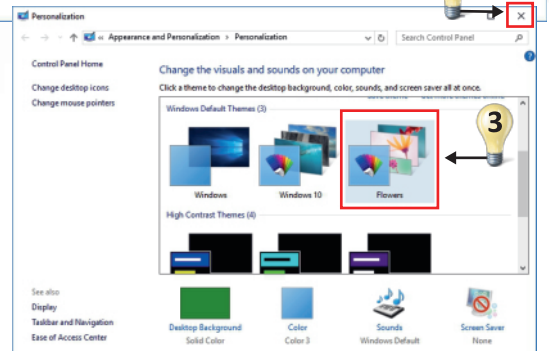 Personalization
« Appearance and Personalization › Personalization
Search Control Panel
Control Panel Home
Change desktop icons
Change mouse pointers
Change the visuals and sounds on your computer
Click a theme to change the desktop background, color, sounds, and screen saver all at once.
Windows Default Themes (3)
3
Windows
Windows 10
Flowers
High Contrast Themes (4)
See also
Display
Taskbar and Navigation
Ease of Access Center
Desktop Background
Solid Color
Color
Color 3
Sounds
Windows Default
Screen Saver
None